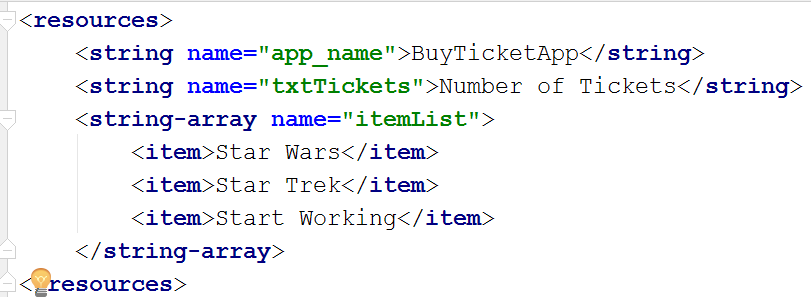 <resources>
    <string name="app_name">BuyTicketApp</string>
    <string name="txtTickets">Number of Tickets</string>
    <string-array name="itemList">
        <item>Star Wars</item>
        <item>Star Trek</item>
        <item>Start Working</item>
    </string-array>
< resources>